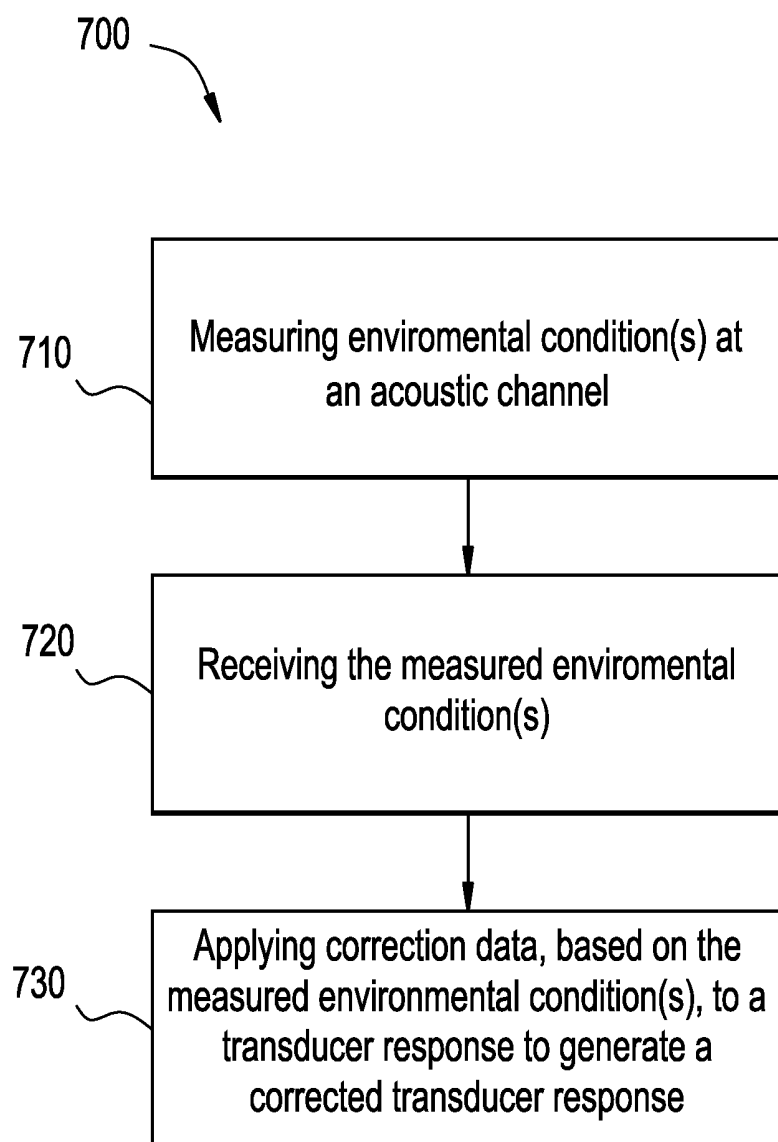 700
710
Measuring enviromental condition(s) at
an acoustic channel
720
Receiving the measured enviromental
condition(s)
730
Applying correction data, based on the
measured environmental condition(s), to a
transducer response to generate a
corrected transducer response